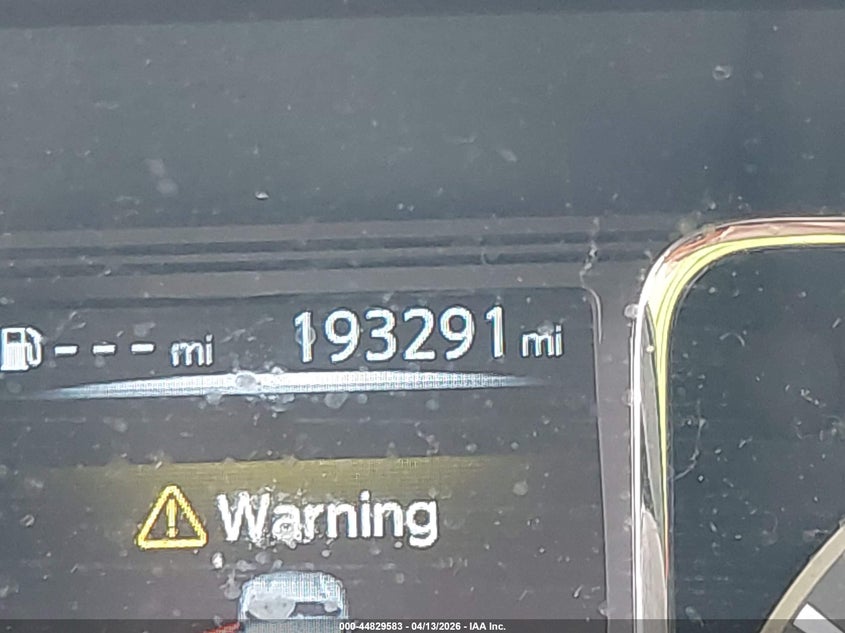 --- mi 193291 mi
Warning
000-44829583 - 04/13/2026 - IAA Inc.